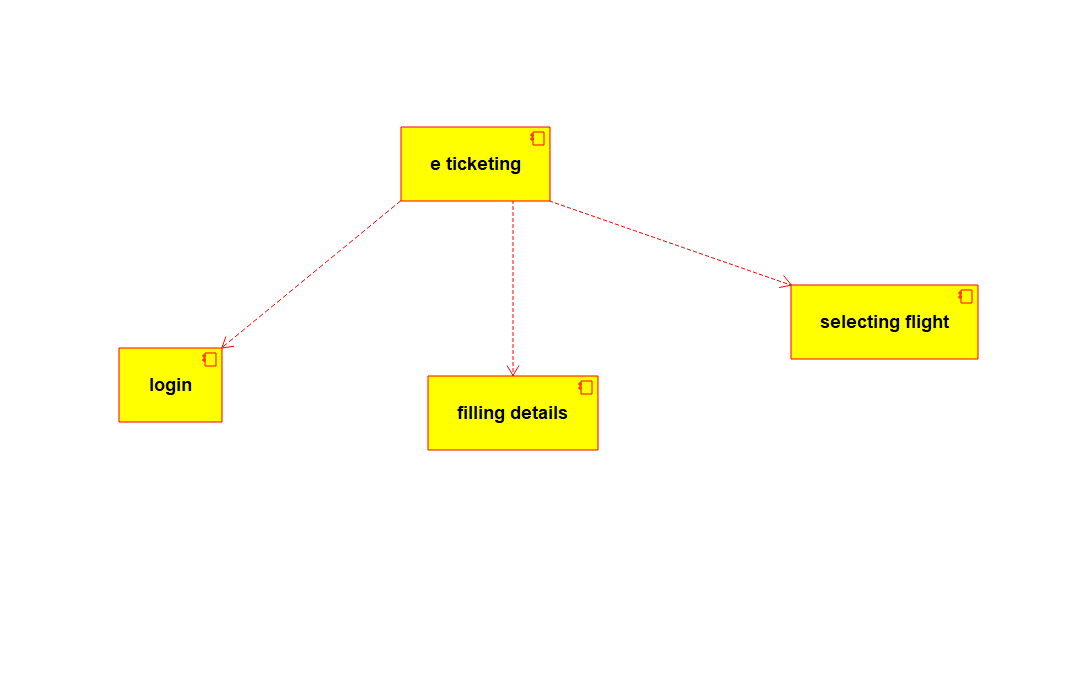 e ticketing
selecting flight
login
filling details